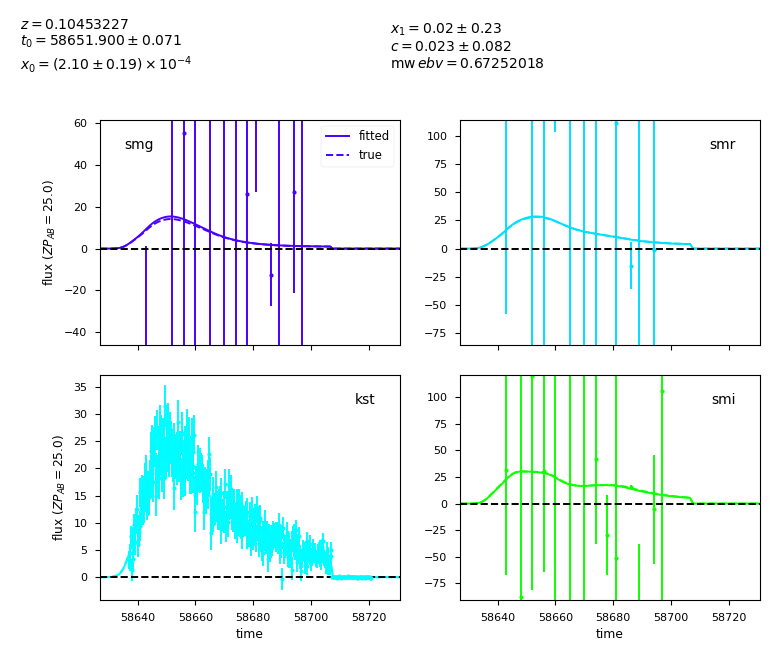 z = 0.10453227
t₀ = 58651.900 ± 0.071
x₀ = (2.10 ± 0.19) × 10⁻⁴
x₁ = 0.02 ± 0.23
c = 0.023 ± 0.082
mw ebv = 0.67252018
60
40
20
0
−20
−40
flux (ZP_AB = 25.0)
smg
fitted
true
100
75
50
25
0
−25
−50
−75
smr
35
30
25
20
15
10
5
0
flux (ZP_AB = 25.0)
kst
58640 58660 58680 58700 58720
time
100
75
50
25
0
−25
−50
−75
smi
58640 58660 58680 58700 58720
time